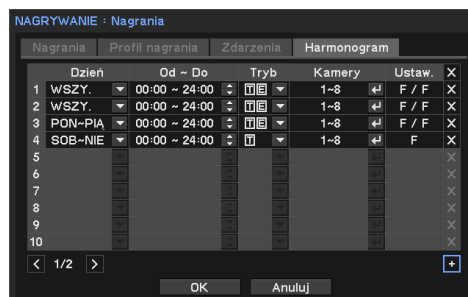 NAGRYWANIE : Nagrania
Nagrania Profil nagrania Zdarzenia Harmonogram
Dzień Od ~ Do Tryb Kamery Ustaw. X
1 WSZY. 00:00 ~ 24:00 T E 1~8 F / F X
2 WSZY. 00:00 ~ 24:00 T E 1~8 F / F X
3 PON~PIĄ 00:00 ~ 24:00 T E 1~8 F / F X
4 SOB~NIE 00:00 ~ 24:00 T 1~8 F X
5 X
6 X
7 X
8 X
9 X
10 X
< 1/2 > +
OK Anuluj